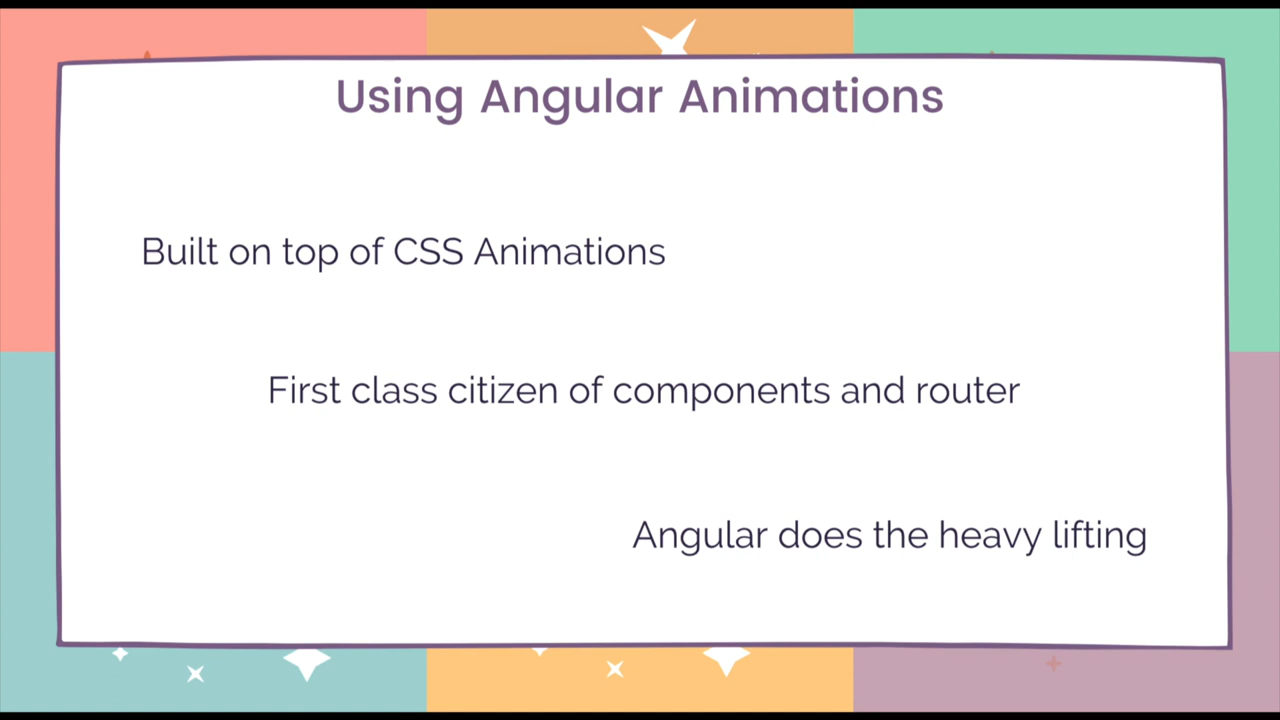 Using Angular Animations
Built on top of CSS Animations
First class citizen of components and router
Angular does the heavy lifting